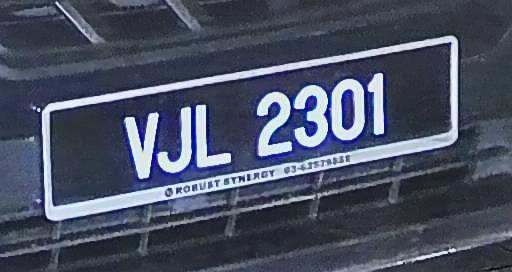 VJL 2301
ROBUST SYNERGY